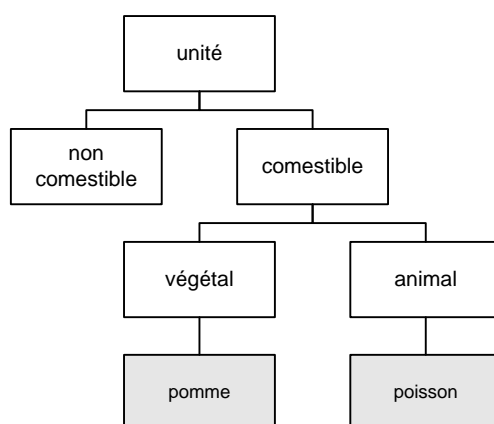 unité
non
comestible
comestible
végétal
animal
pomme
poisson